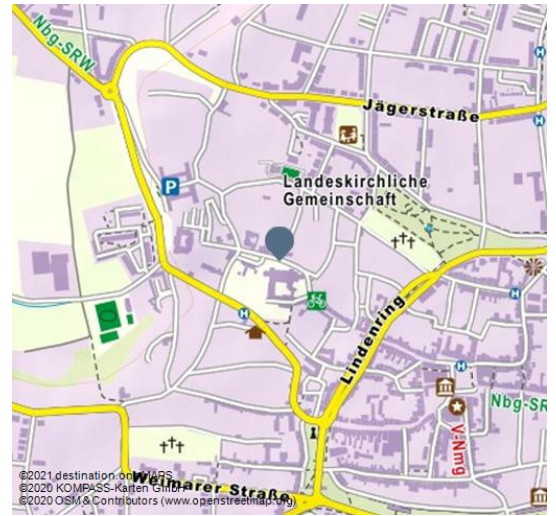 Nbg-SRW
Jägerstraße
P
Landeskirchliche
Gemeinschaft
H
H
H
H
Lindenring
Nbg-SR
V-Nmg
Weimarer Straße
©2021 destination one/MARS
©2020 KOMPASS-Karten GmbH
©2020 OSM & Contributors (www.openstreetmap.org)